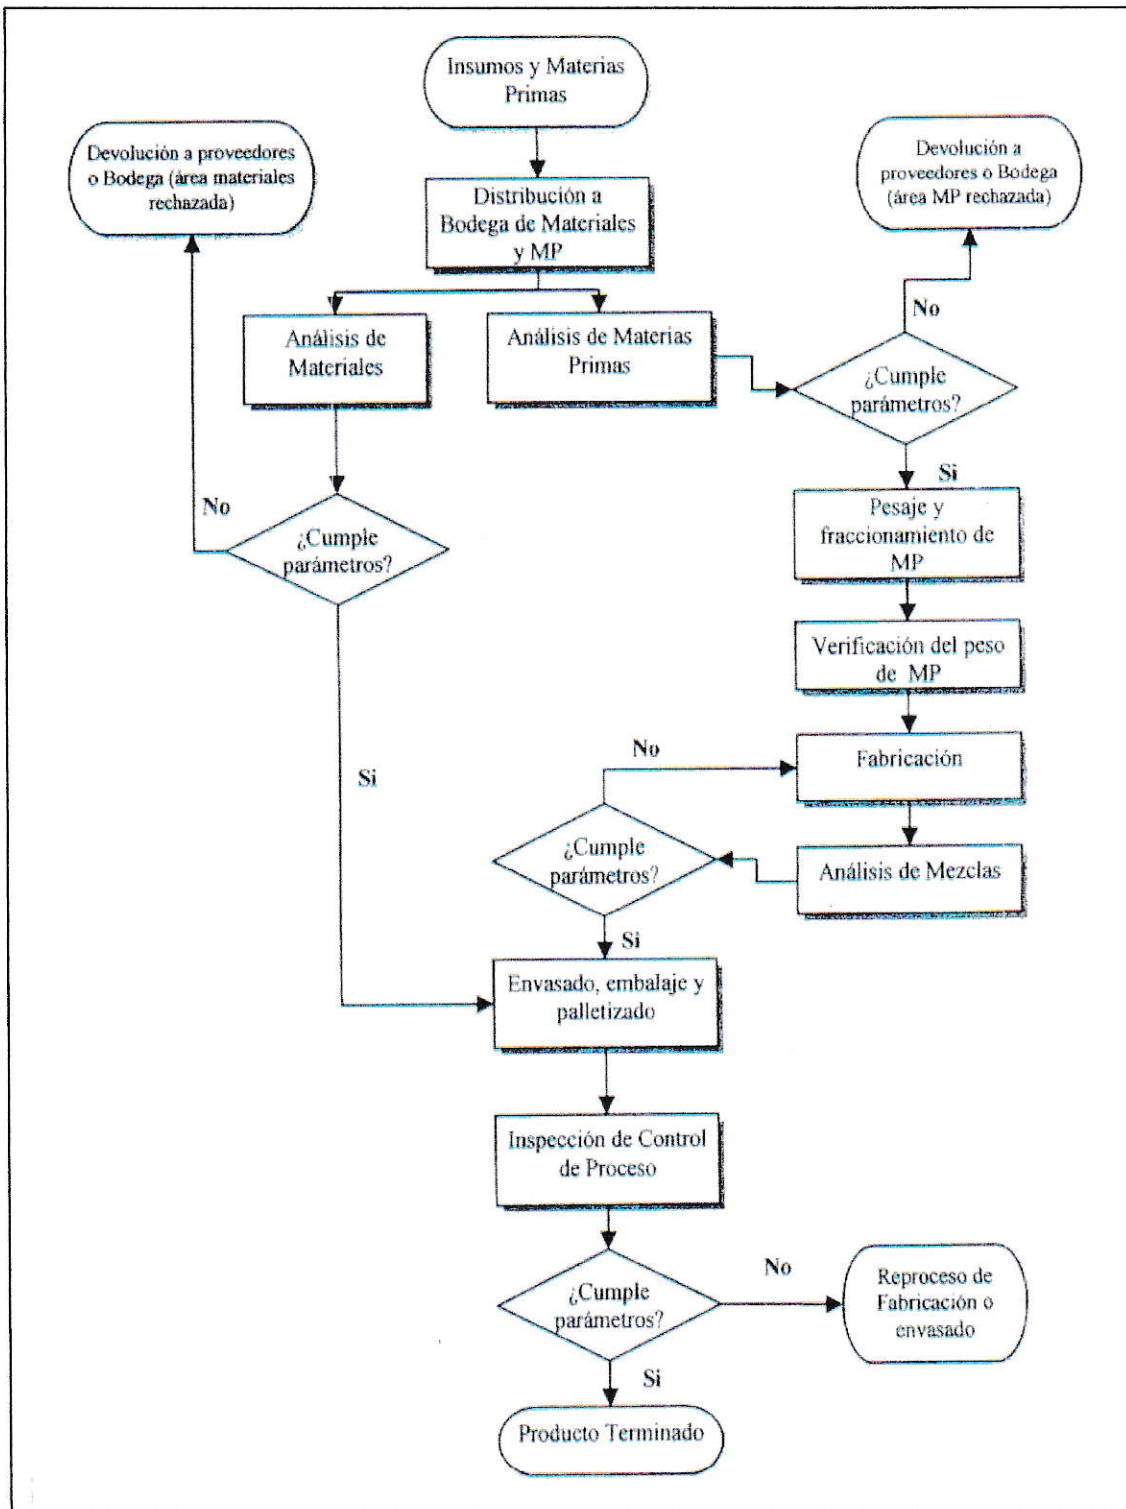 Insumos y Materias
Primas
Devolución a proveedores
o Bodega (área materiales
rechazada)
Devolución a
proveedores o Bodega
(área MP rechazada)
Distribución a
Bodega de Materiales
y MP
Análisis de
Materiales
Análisis de Materias
Primas
No
¿Cumple
parámetros?
Si
No
¿Cumple
parámetros?
Pesaje y
fraccionamiento de
MP
Verificación del peso
de MP
No
Fabricación
Si
¿Cumple
parámetros?
Análisis de Mezclas
Si
Envasado, embalaje y
palletizado
Inspección de Control
de Proceso
¿Cumple
parámetros?
No
Reproceso de
Fabricación o
envasado
Si
Producto Terminado